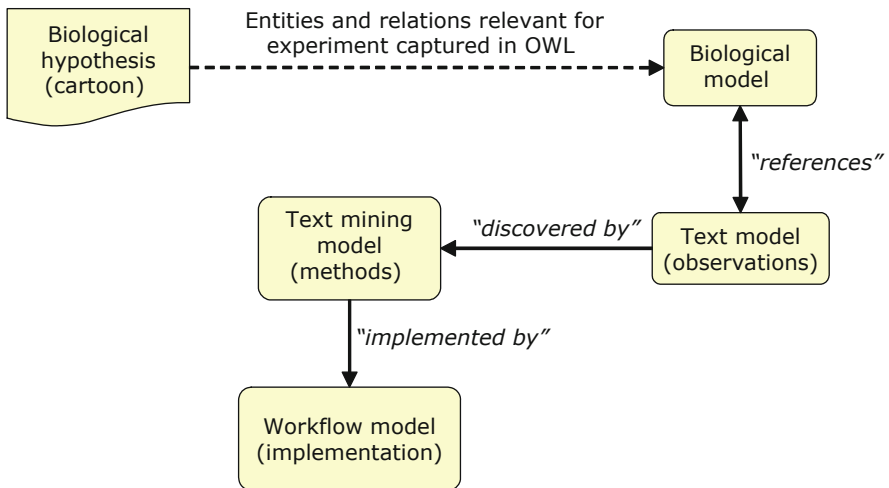 Biological
hypothesis
(cartoon)
Entities and relations relevant for
experiment captured in OWL
Biological
model
“references”
Text mining
model
(methods)
“discovered by”
Text model
(observations)
“implemented by”
Workflow model
(implementation)